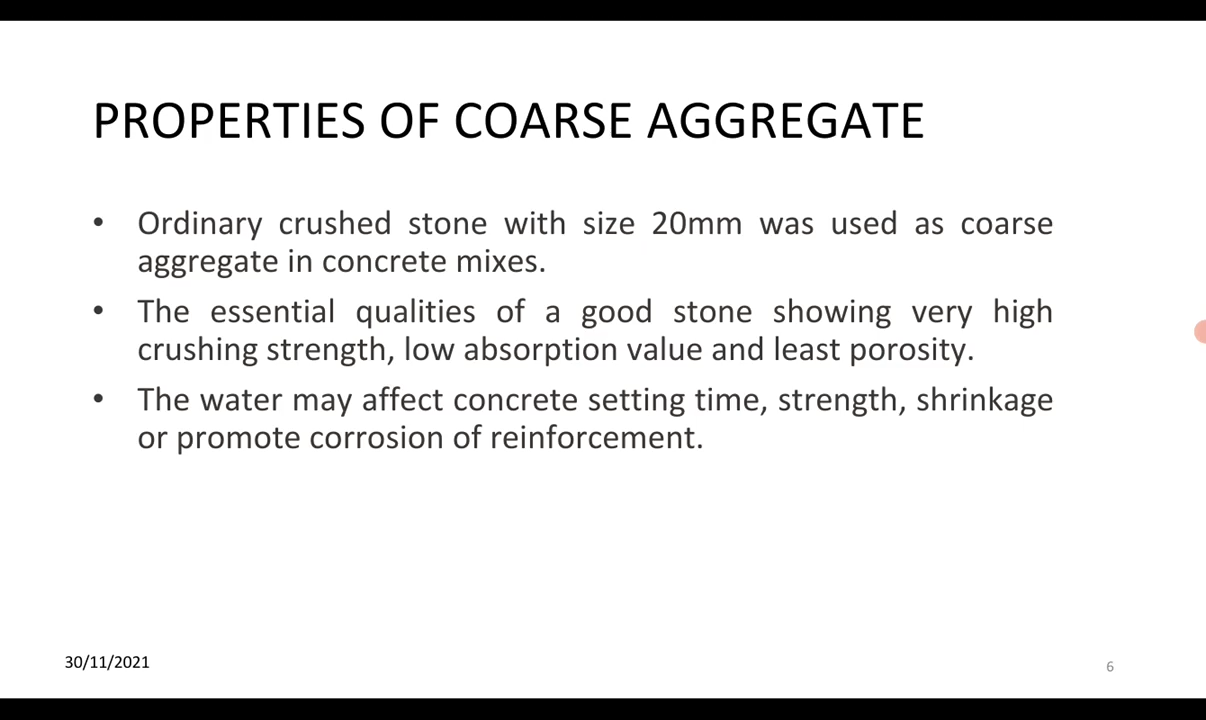 PROPERTIES OF COARSE AGGREGATE
• Ordinary crushed stone with size 20mm was used as coarse
aggregate in concrete mixes.
• The essential qualities of a good stone showing very high
crushing strength, low absorption value and least porosity.
• The water may affect concrete setting time, strength, shrinkage
or promote corrosion of reinforcement.
30/11/2021
6